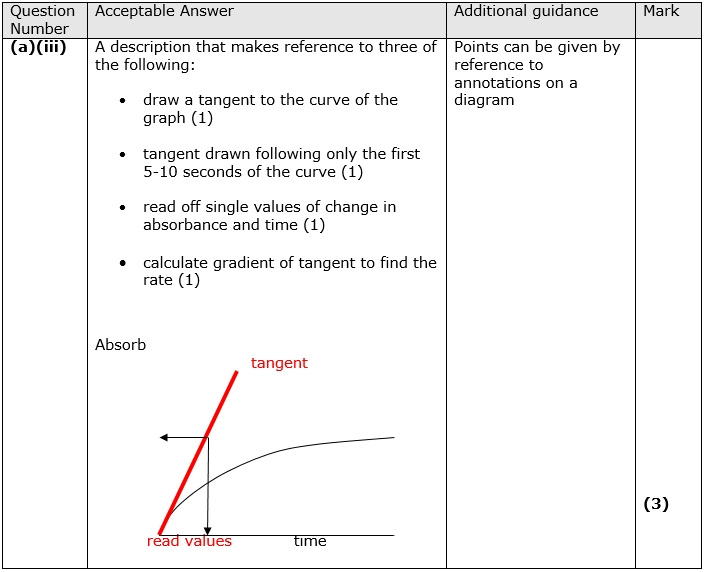 Question Number
Acceptable Answer
Additional guidance
Mark
(a)(iii)
A description that makes reference to three of
the following:
• draw a tangent to the curve of the
graph (1)
• tangent drawn following only the first
5-10 seconds of the curve (1)
• read off single values of change in
absorbance and time (1)
• calculate gradient of tangent to find the
rate (1)
Absorb
tangent
read values
time
Points can be given by
reference to
annotations on a
diagram
(3)